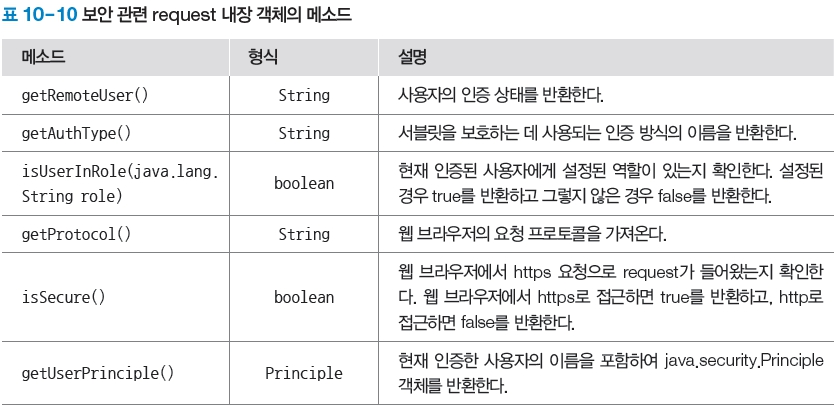 표 10-10 보안 관련 request 내장 객체의 메소드
메소드 형식 설명
getRemoteUser() String 사용자의 인증 상태를 반환한다.
getAuthType() String 서블릿을 보호하는 데 사용되는 인증 방식의 이름을 반환한다.
isUserInRole(java.lang.
String role)
boolean
현재 인증된 사용자에게 설정된 역할이 있는지 확인한다. 설정된
경우 true를 반환하고 그렇지 않은 경우 false를 반환한다.
getProtocol() String 웹 브라우저의 요청 프로토콜을 가져온다.
isSecure() boolean
웹 브라우저에서 https 요청으로 request가 들어왔는지 확인한
다. 웹 브라우저에서 https로 접근하면 true를 반환하고, http로
접근하면 false를 반환한다.
getUserPrinciple() Principle
현재 인증한 사용자의 이름을 포함하여 java.security.Principle
객체를 반환한다.